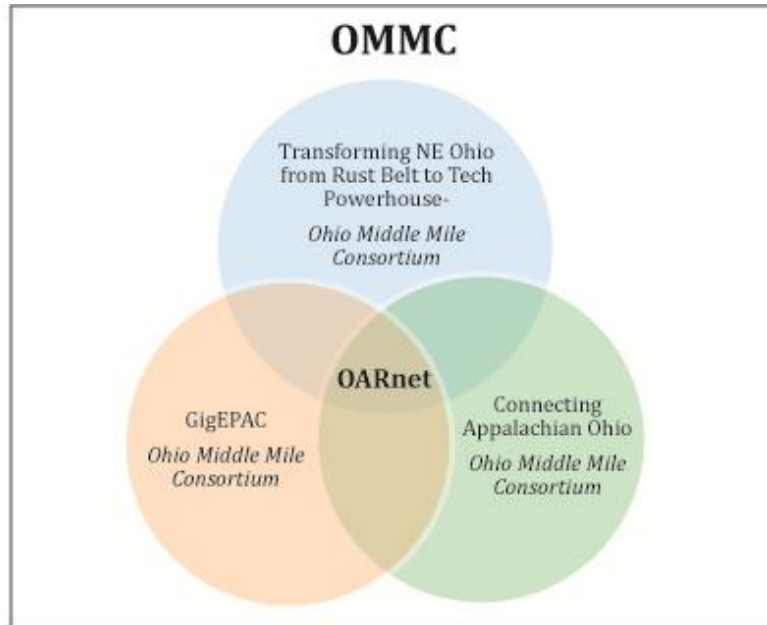 OMMC
Transforming NE Ohio
from Rust Belt to Tech
Powerhouse-
Ohio Middle Mile
Consortium
OARnet
GigEPAC
Ohio Middle Mile
Consortium
Connecting
Appalachian Ohio
Ohio Middle Mile
Consortium